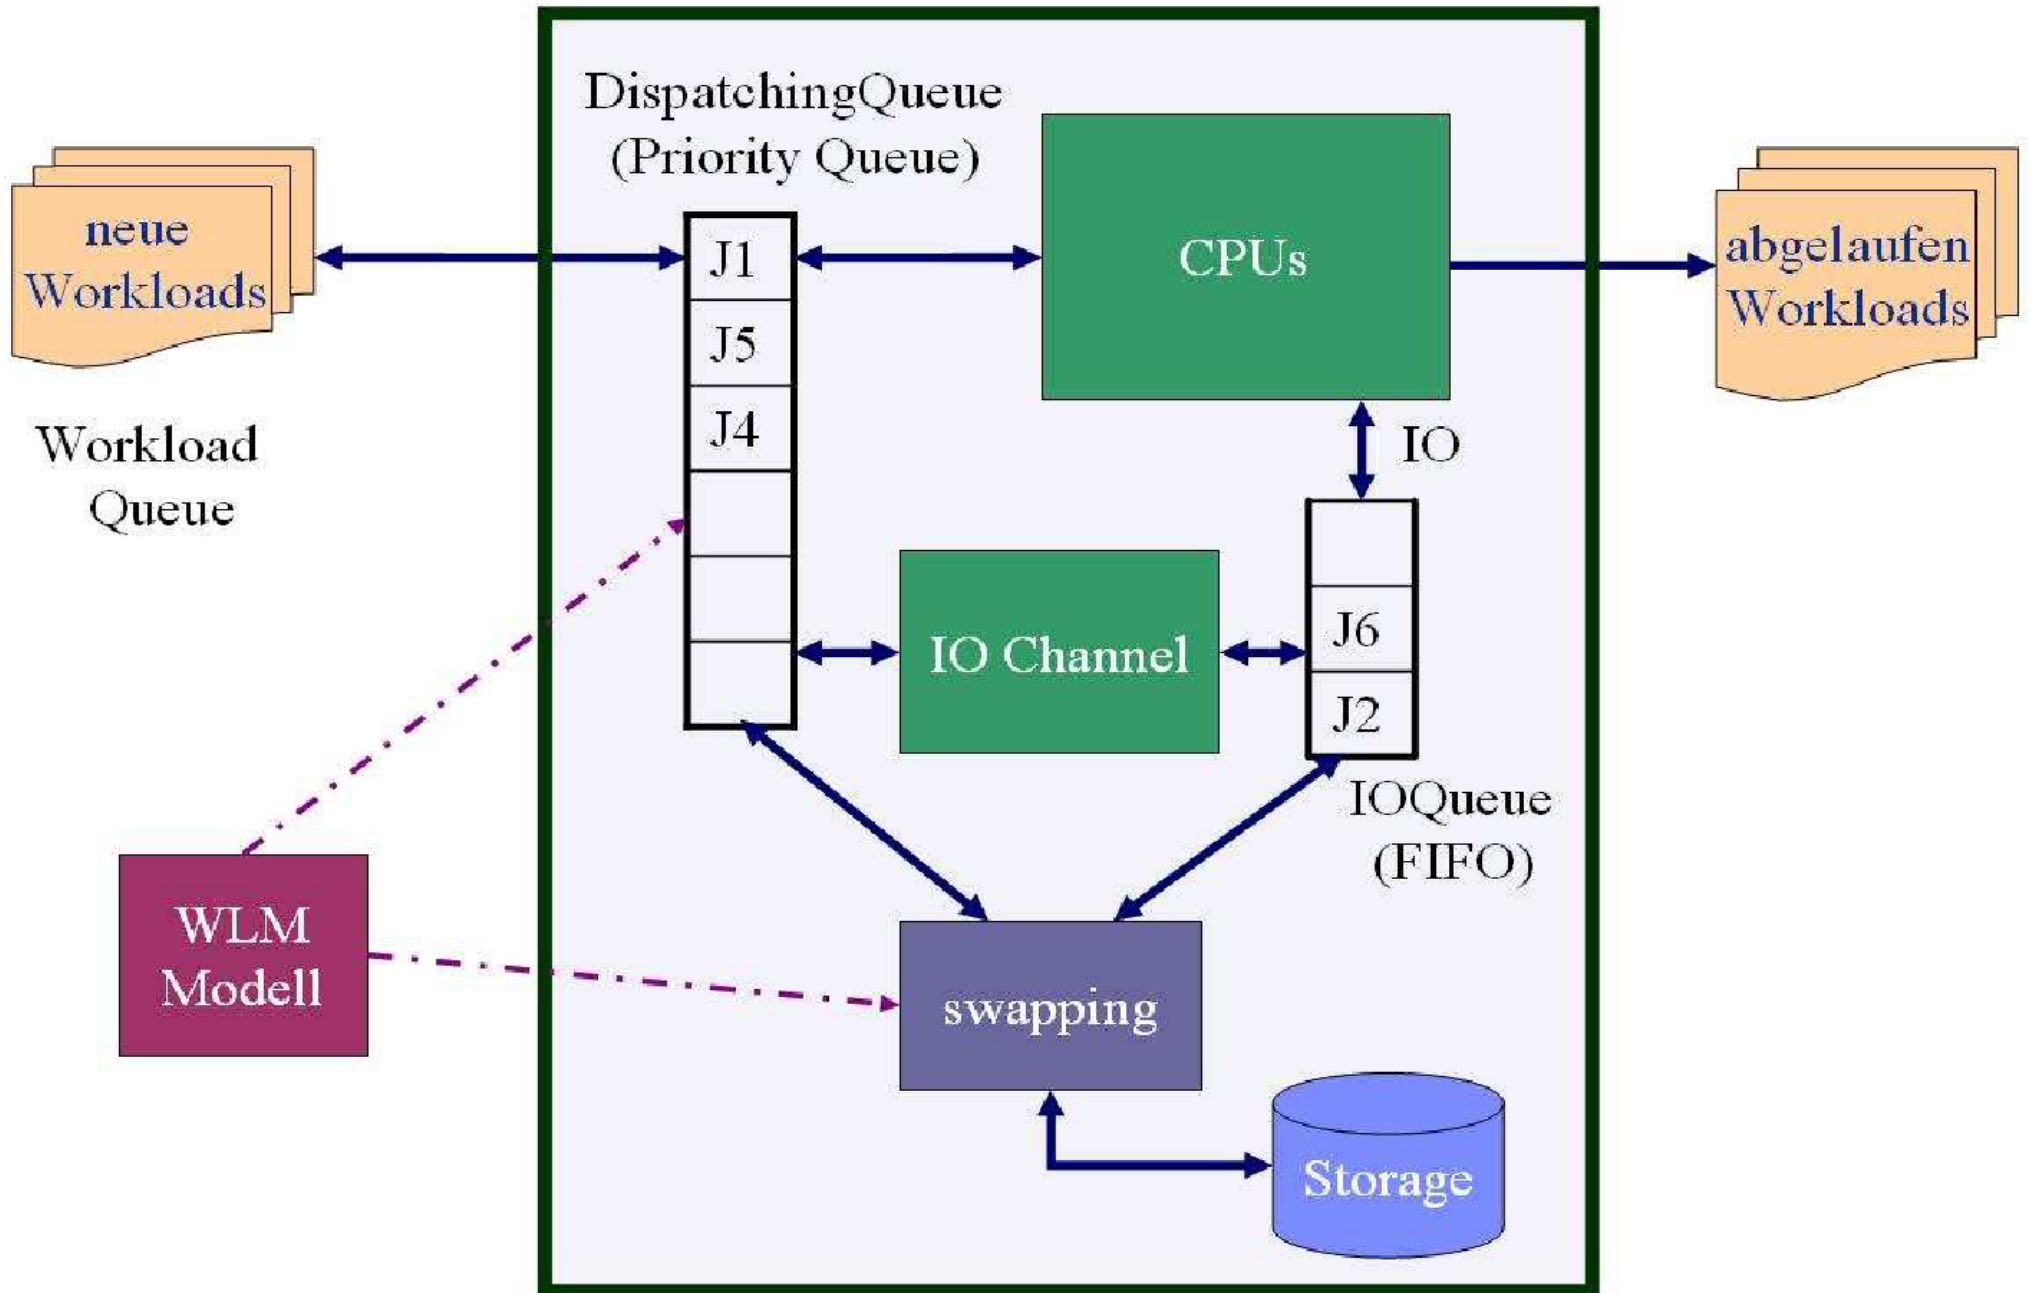 DispatchingQueue
(Priority Queue)
neue
Workloads
Workload
Queue
J1
J5
J4
CPUs
abgelaufen
Workloads
IO
IO Channel
J6
J2
IOQueue
(FIFO)
WLM
Modell
swapping
Storage